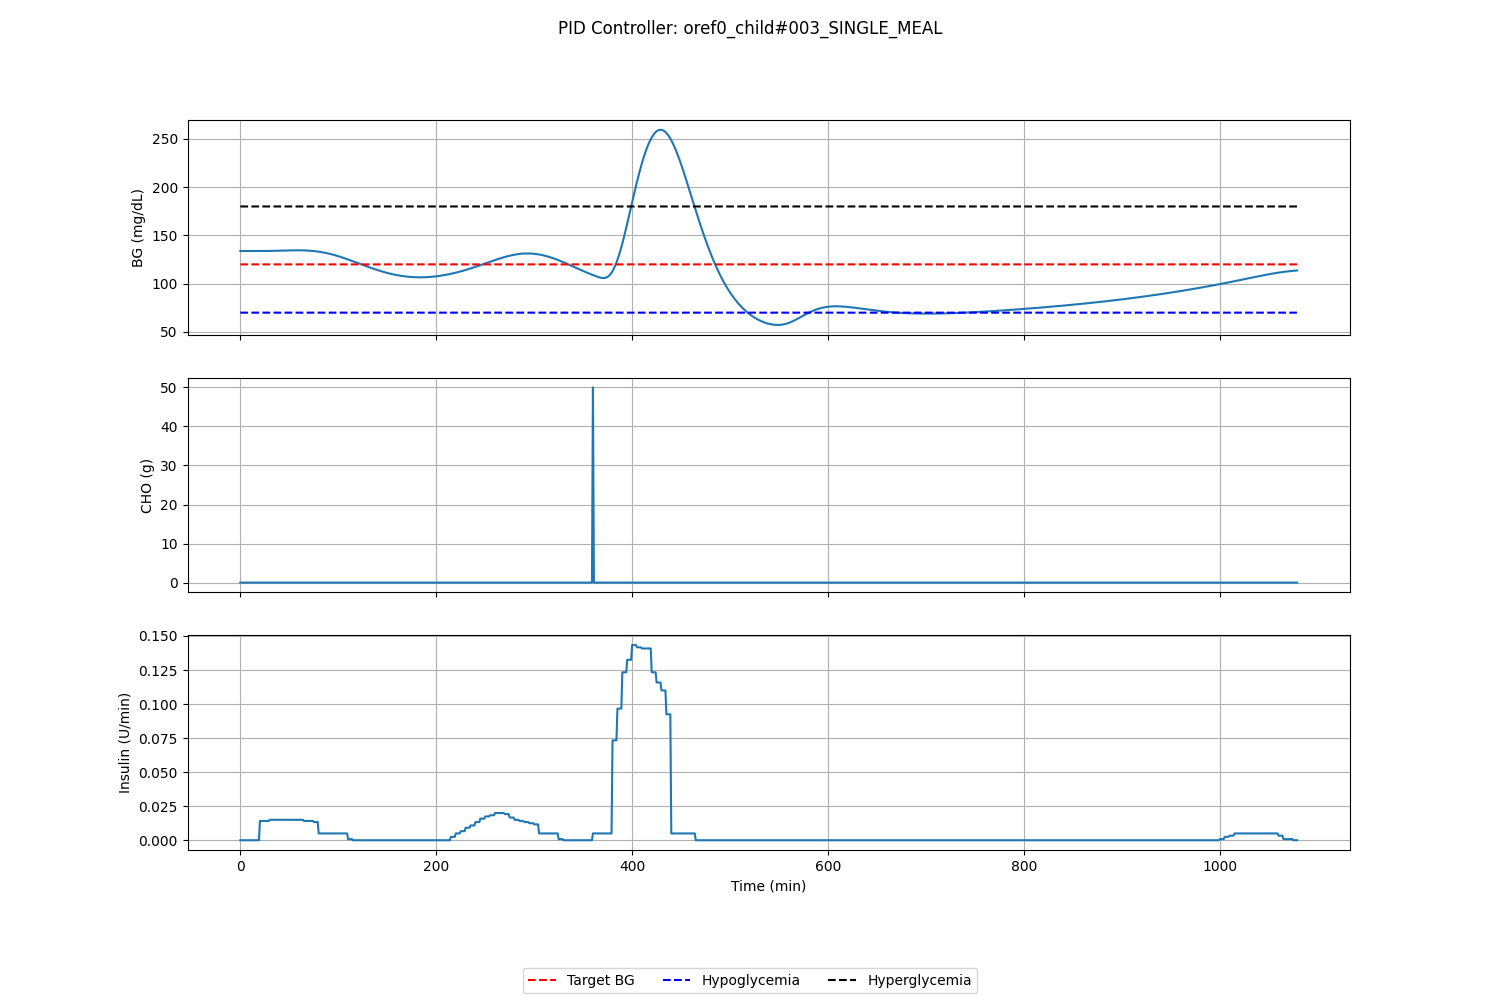 PID Controller: oref0_child#003_SINGLE_MEAL
250
200
150
100
50
BG (mg/dL)
50
40
30
20
10
0
CHO (g)
0.150
0.125
0.100
0.075
0.050
0.025
0.000
Insulin (U/min)
0 200 400 600 800 1000
Time (min)
Target BG Hypoglycemia Hyperglycemia